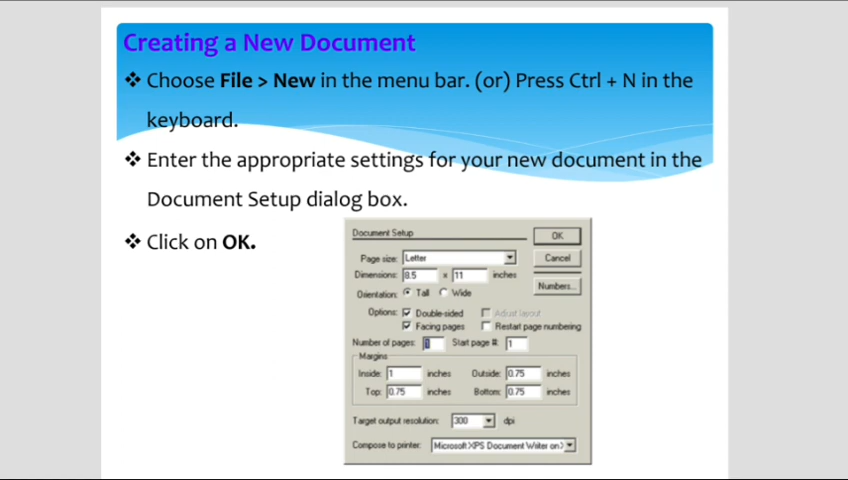 Creating a New Document
❖ Choose File > New in the menu bar. (or) Press Ctrl + N in the
keyboard.
❖ Enter the appropriate settings for your new document in the
Document Setup dialog box.
❖ Click on OK.
Document Setup
OK
Page size: Letter
Cancel
Dimensions: 8.5 x 11 inches
Numbers...
Orientation: Tall Wide
Options: Double-sided Adjust layout
Facing pages Restart page numbering
Number of pages: 1 Start page #: 1
Margins
Inside: 1 inches Outside: 0.75 inches
Top: 0.75 inches Bottom: 0.75 inches
Target output resolution: 300 dpi
Compose to printer: Microsoft XPS Document Writer on